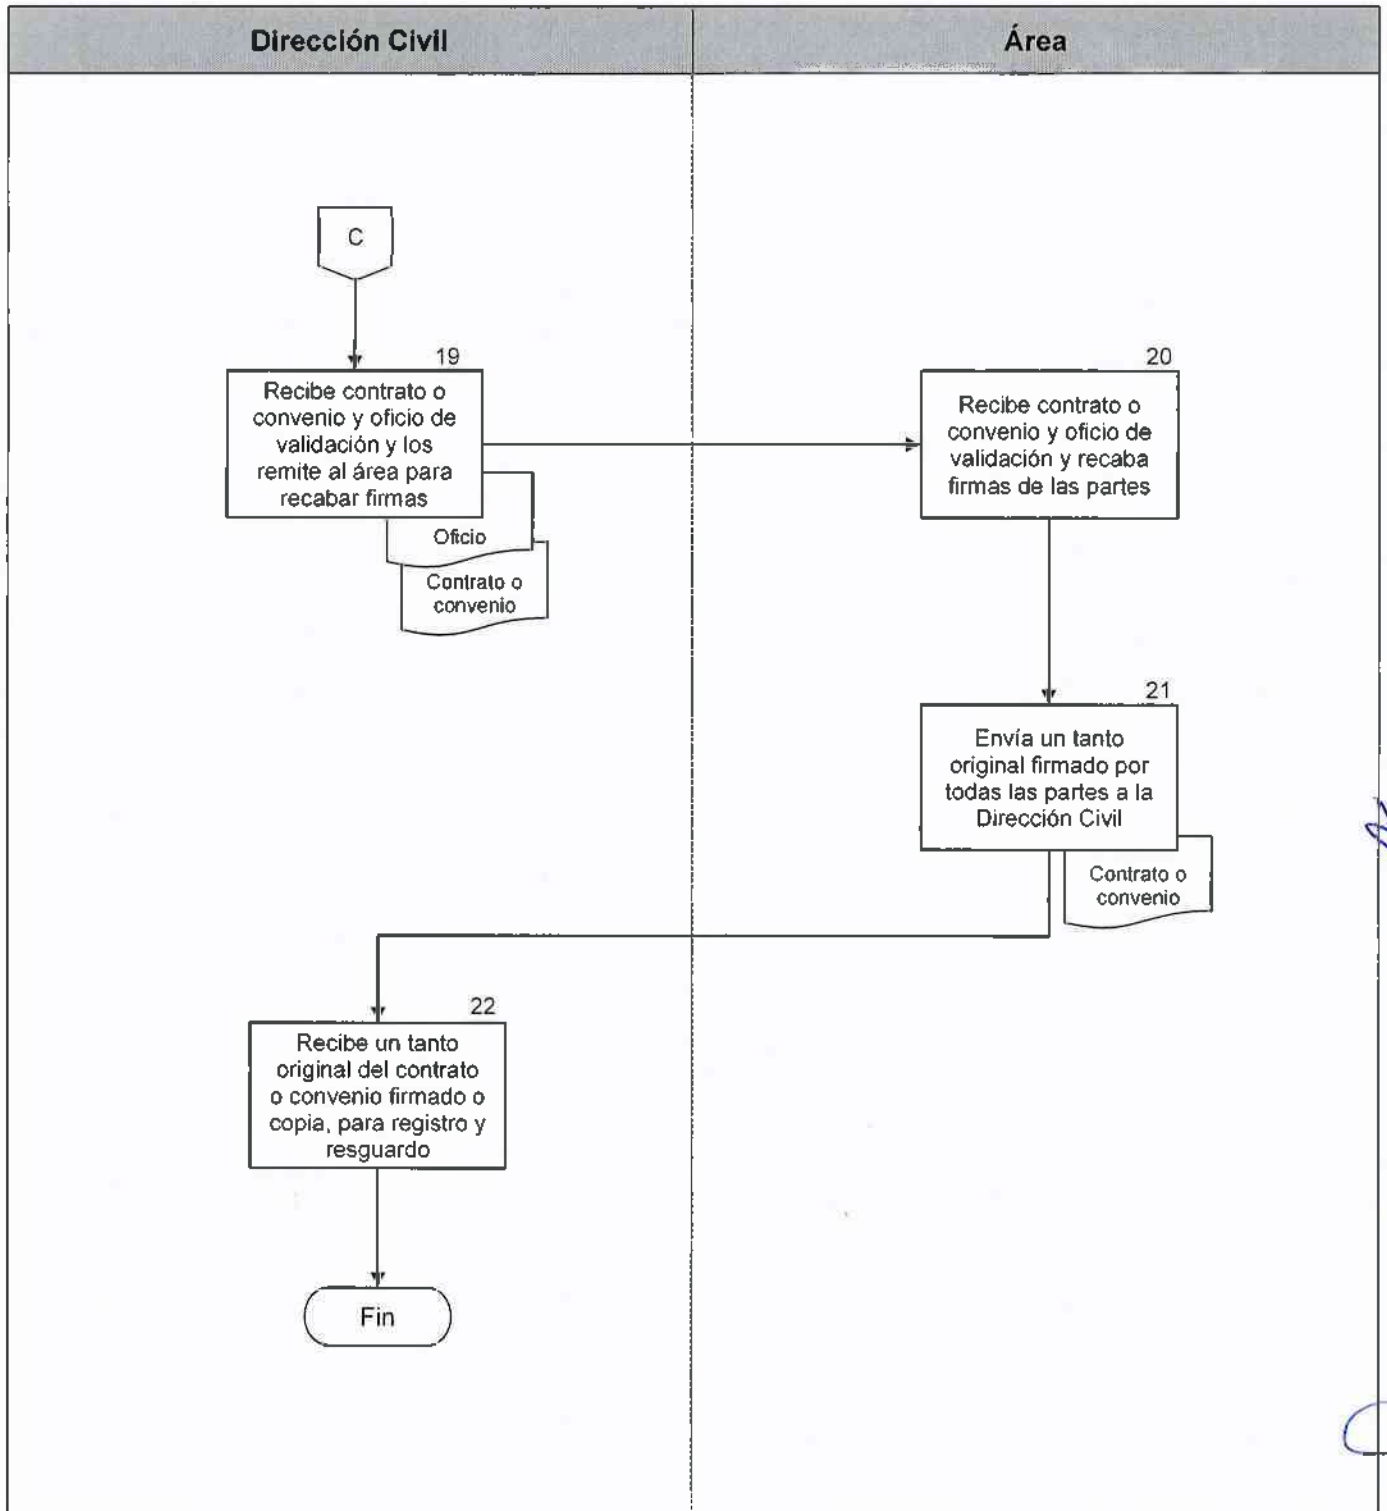 Dirección Civil
Área
C
19
Recibe contrato o
convenio y oficio de
validación y los
remite al área para
recabar firmas
Oficio
Contrato o
convenio
20
Recibe contrato o
convenio y oficio de
validación y recaba
firmas de las partes
21
Envía un tanto
original firmado por
todas las partes a la
Dirección Civil
Contrato o
convenio
22
Recibe un tanto
original del contrato
o convenio firmado o
copia, para registro y
resguardo
Fin